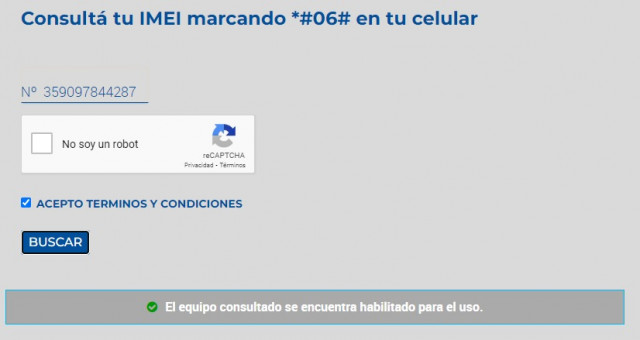 Consultá tu IMEI marcando *#06# en tu celular
Nº 359097844287
No soy un robot
reCAPTCHA
Privacidad - Términos
ACEPTO TERMINOS Y CONDICIONES
BUSCAR
El equipo consultado se encuentra habilitado para el uso.